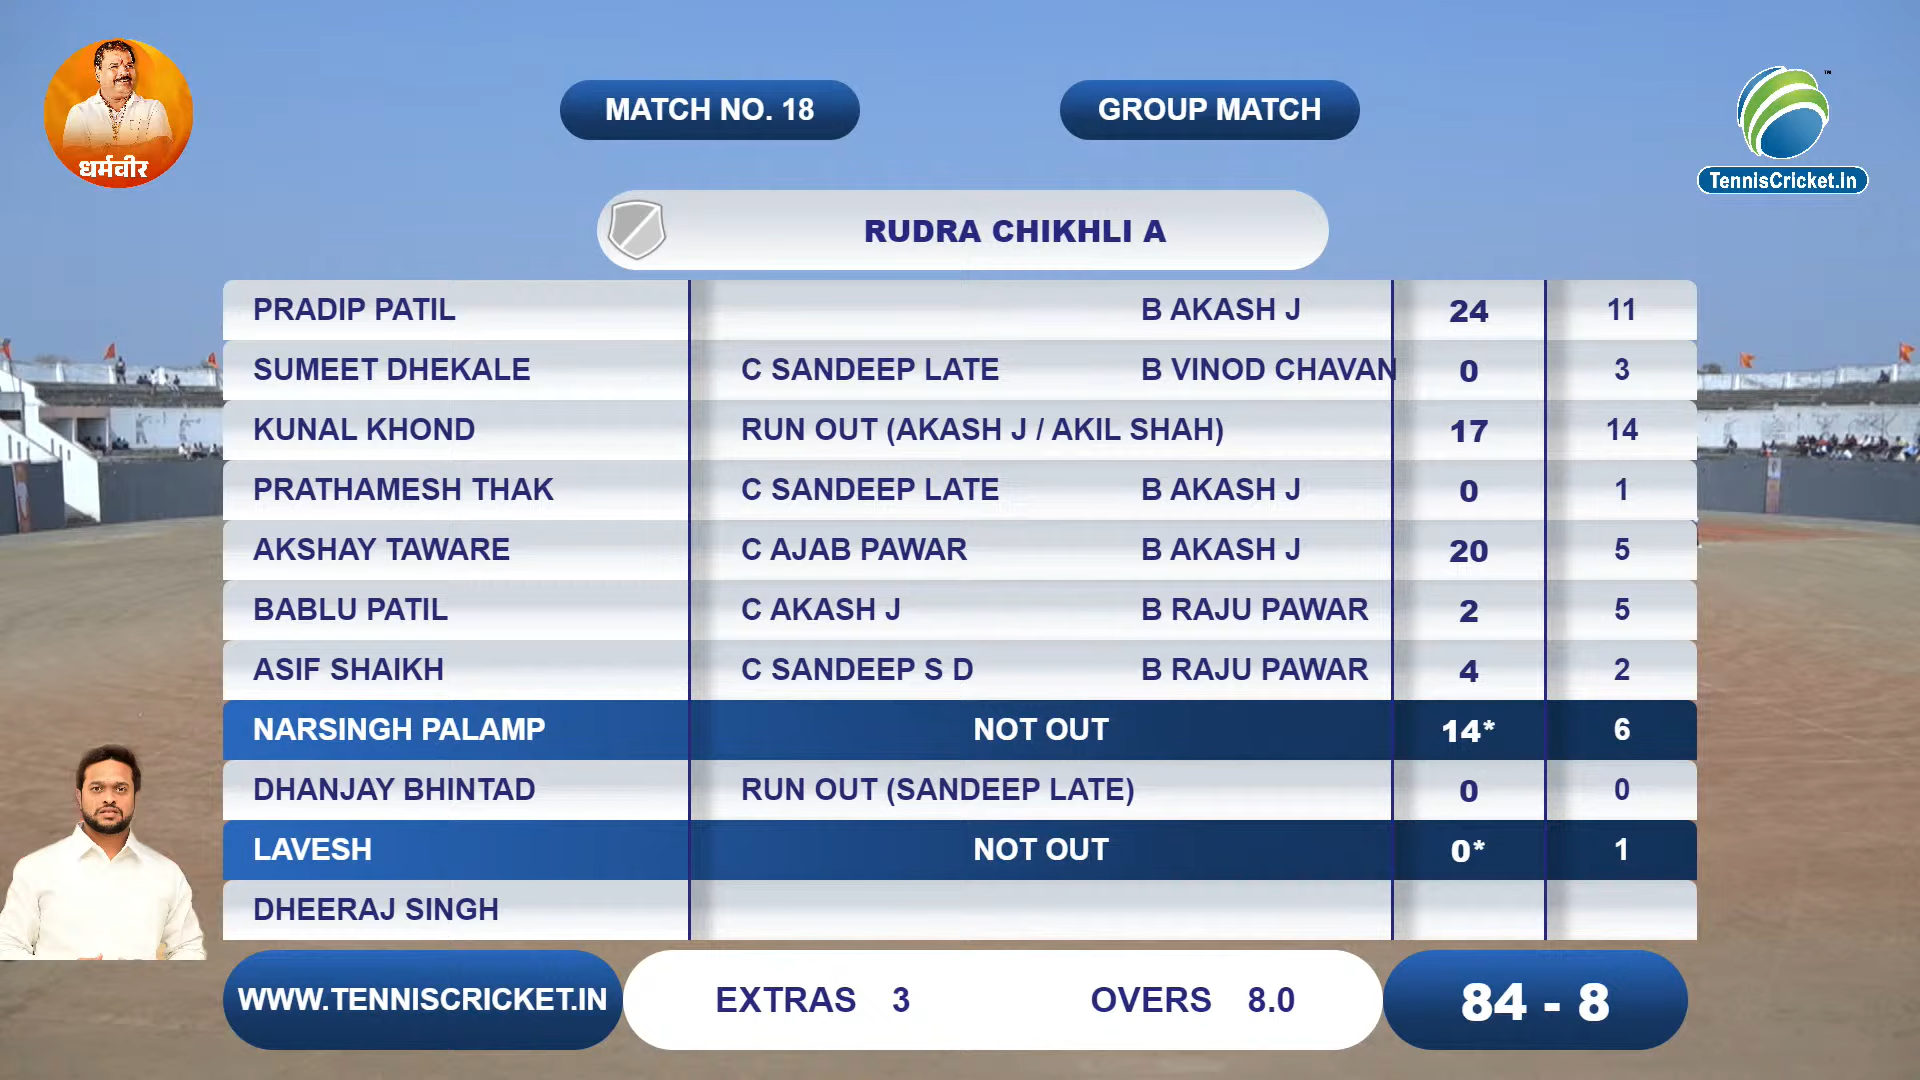 धर्मवीर
MATCH NO. 18
GROUP MATCH
TM
TennisCricket.In
RUDRA CHIKHLI A
PRADIP PATIL B AKASH J 24 11
SUMEET DHEKALE C SANDEEP LATE B VINOD CHAVAN 0 3
KUNAL KHOND RUN OUT (AKASH J / AKIL SHAH) 17 14
PRATHAMESH THAK C SANDEEP LATE B AKASH J 0 1
AKSHAY TAWARE C AJAB PAWAR B AKASH J 20 5
BABLU PATIL C AKASH J B RAJU PAWAR 2 5
ASIF SHAIKH C SANDEEP S D B RAJU PAWAR 4 2
NARSINGH PALAMP NOT OUT 14* 6
DHANJAY BHINTAD RUN OUT (SANDEEP LATE) 0 0
LAVESH NOT OUT 0* 1
DHEERAJ SINGH
WWW.TENNISCRICKET.IN EXTRAS 3 OVERS 8.0 84 - 8